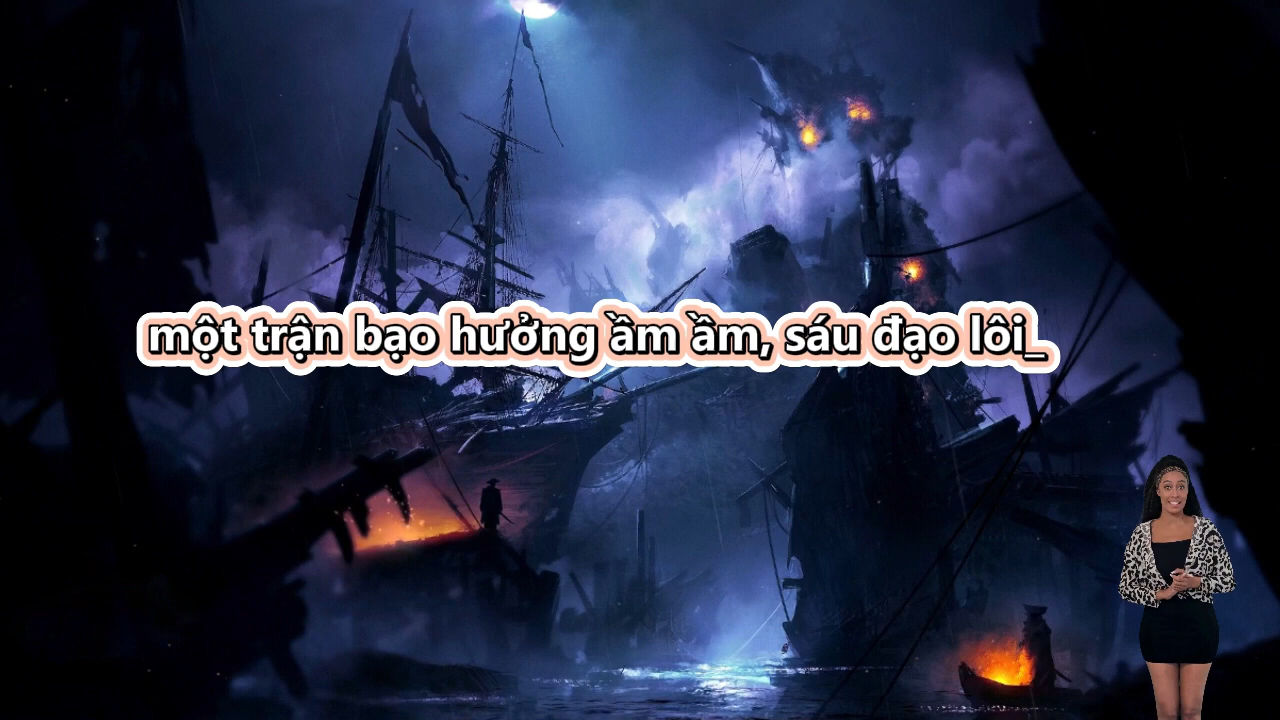 một trận bạo hưởng ầm ầm, sáu đạo lôi_